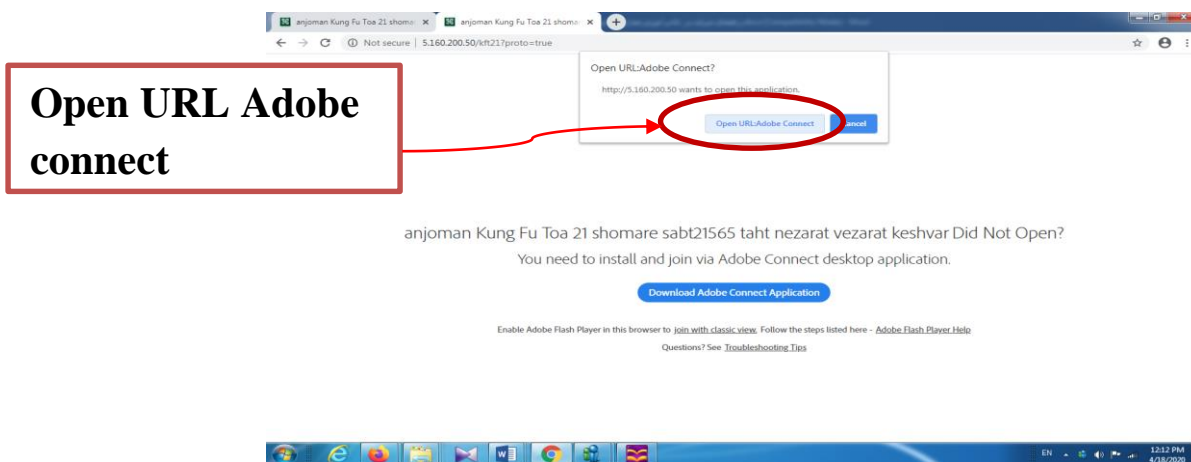 anjoman Kung Fu Toa 21 shoma
anjoman Kung Fu Toa 21 shoma
Not secure | 5.160.200.50/kft21?proto=true
Open URL:Adobe Connect?
http://5.160.200.50 wants to open this application.
Open URL:Adobe Connect
Cancel
Open URL Adobe
connect
anjoman Kung Fu Toa 21 shomare sabt21565 taht nezarat vezarat keshvar Did Not Open?
You need to install and join via Adobe Connect desktop application.
Download Adobe Connect Application
Enable Adobe Flash Player in this browser to join with classic view, Follow the steps listed here - Adobe Flash Player Help
Questions? See Troubleshooting Tips
EN
12:12 PM
4/18/2020